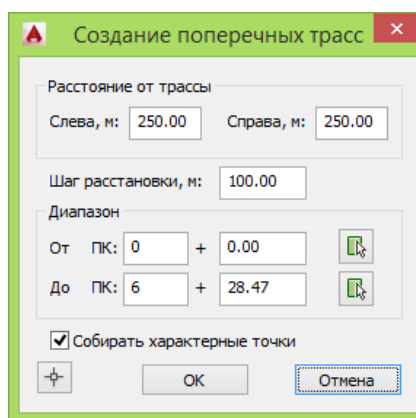 Создание поперечных трасс
Расстояние от трассы
Слева, м: 250.00 Справа, м: 250.00
Шаг расстановки, м: 100.00
Диапазон
От ПК: 0 + 0.00
До ПК: 6 + 28.47
Собирать характерные точки
ОК Отмена